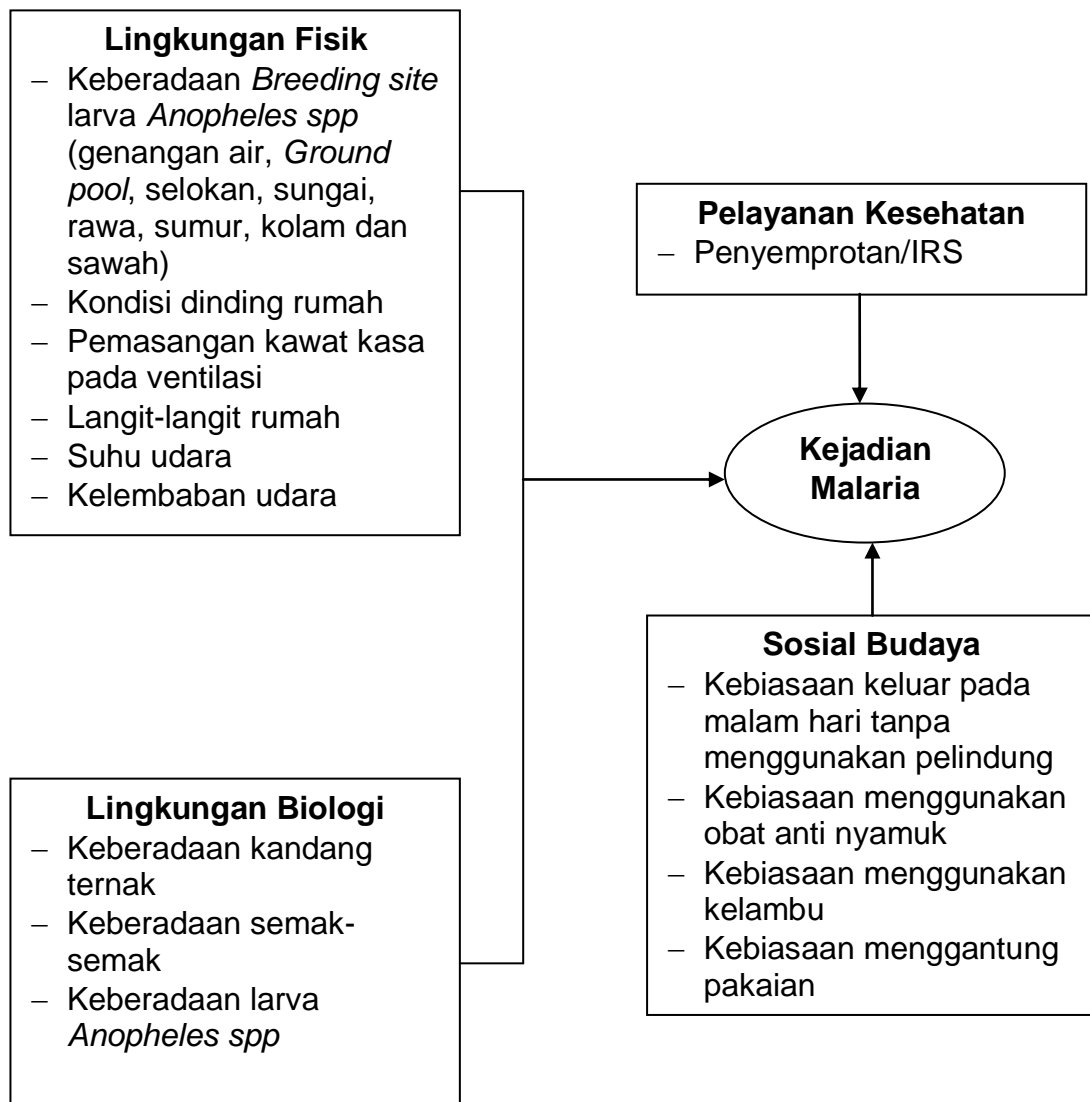 Lingkungan Fisik
– Keberadaan Breeding site
larva Anopheles spp
(genangan air, Ground
pool, selokan, sungai,
rawa, sumur, kolam dan
sawah)
– Kondisi dinding rumah
– Pemasangan kawat kasa
pada ventilasi
– Langit-langit rumah
– Suhu udara
– Kelembaban udara
Pelayanan Kesehatan
– Penyemprotan/IRS
Kejadian
Malaria
Lingkungan Biologi
– Keberadaan kandang
ternak
– Keberadaan semak-
semak
– Keberadaan larva
Anopheles spp
Sosial Budaya
– Kebiasaan keluar pada
malam hari tanpa
menggunakan pelindung
– Kebiasaan menggunakan
obat anti nyamuk
– Kebiasaan menggunakan
kelambu
– Kebiasaan menggantung
pakaian